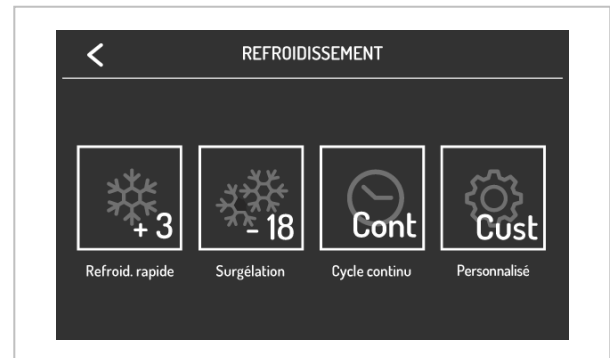 REFROIDISSEMENT
+ 3
- 18
Cont
Cust
Refroid. rapide
Surgélation
Cycle continu
Personnalisé